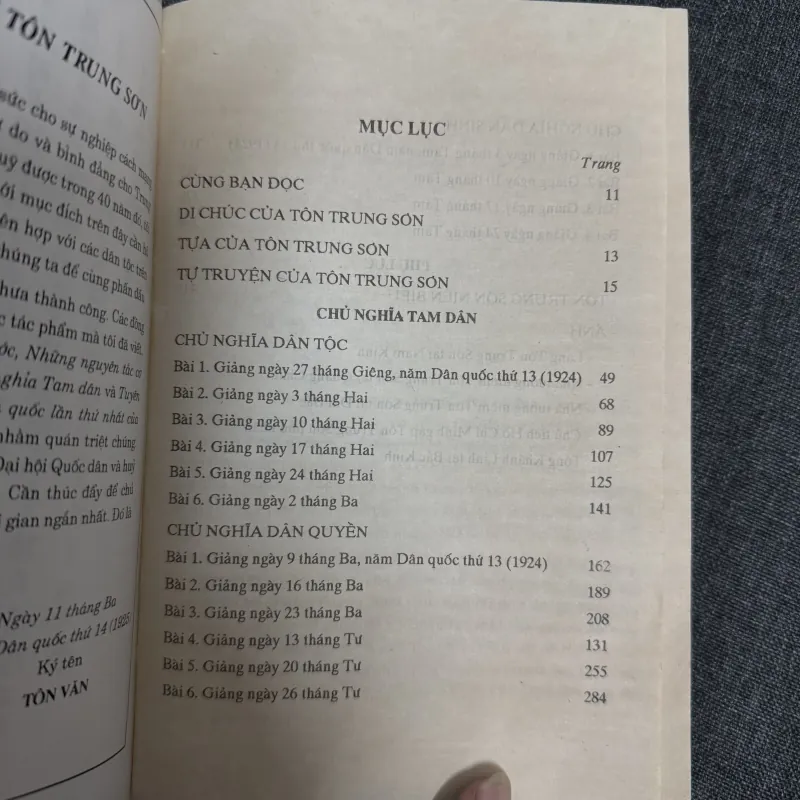 TÔN TRUNG SƠN
sức cho sự nghiệp cách mạng
do và bình đẳng cho Trung
quỹ được trong 40 năm đó,
ới mục đích trên đây cần
ên hợp với các dân tộc trên
chúng ta để cùng phấn đấu
hưa thành công. Các đồng
c tác phẩm mà tôi đã viết,
ớc, Những nguyên tắc cơ
nghĩa Tam dân và Tuyên
quốc lần thứ nhất của
nhằm quán triệt chúng
Đại hội Quốc dân và huỷ
Cần thúc đẩy để chủ
gian ngắn nhất. Đó là
Ngày 11 tháng Ba
Dân quốc thứ 14 (1925
Ký tên
TÔN VĂN
MỤC LỤC
Trang
CÙNG BẠN ĐỌC 11
DI CHÚC CỦA TÔN TRUNG SƠN
TỰA CỦA TÔN TRUNG SƠN 13
TỰ TRUYỆN CỦA TÔN TRUNG SƠN 15
CHỦ NGHĨA TAM DÂN
CHỦ NGHĨA DÂN TỘC
Bài 1. Giảng ngày 27 tháng Giêng, năm Dân quốc thứ 13 (1924) 49
Bài 2. Giảng ngày 3 tháng Hai 68
Bài 3. Giảng ngày 10 tháng Hai 89
Bài 4. Giảng ngày 17 tháng Hai 107
Bài 5. Giảng ngày 24 tháng Hai 125
Bài 6. Giảng ngày 2 tháng Ba 141
CHỦ NGHĨA DÂN QUYỀN
Bài 1. Giảng ngày 9 tháng Ba, năm Dân quốc thứ 13 (1924) 162
Bài 2. Giảng ngày 16 tháng Ba 189
Bài 3. Giảng ngày 23 tháng Ba 208
Bài 4. Giảng ngày 13 tháng Tư 131
Bài 5. Giảng ngày 20 tháng Tư 255
Bài 6. Giảng ngày 26 tháng Tư 284